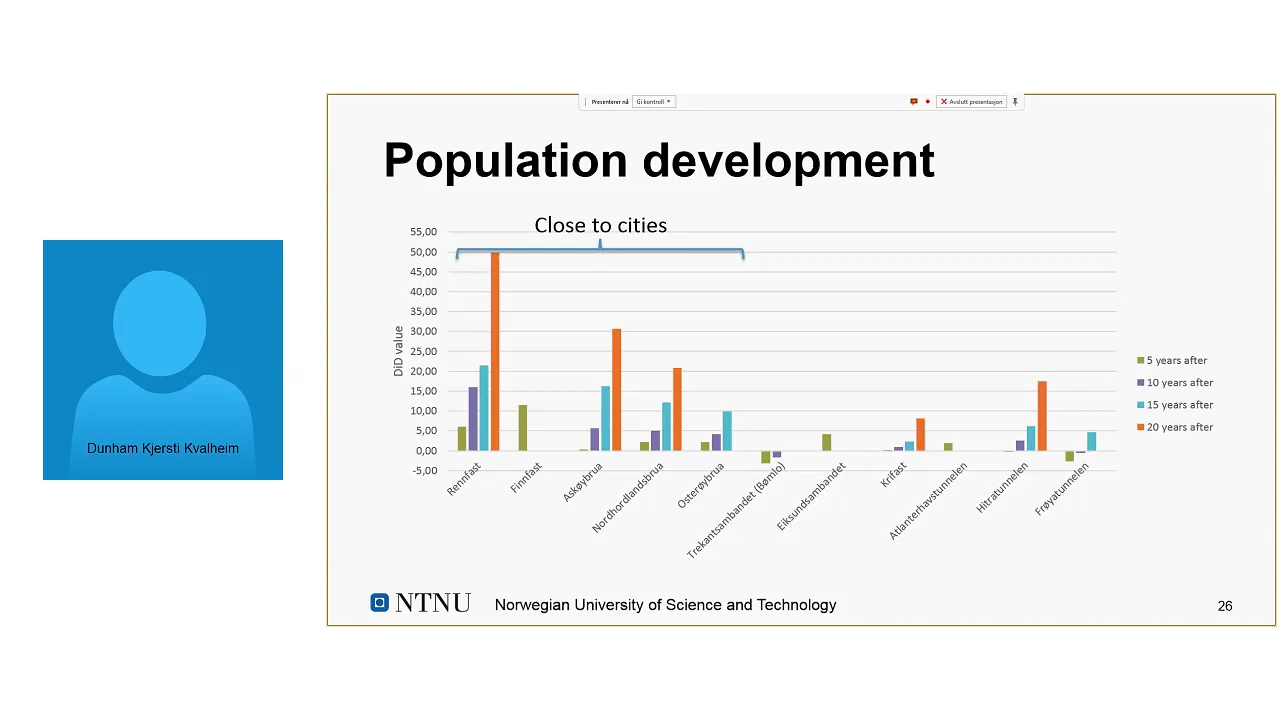 Presenterer nå Gi kontroll
Avslutt presentasjon
Population development
Close to cities
55,00
50,00
45,00
40,00
35,00
30,00
25,00
20,00
15,00
10,00
5,00
0,00
-5,00
DiD value
Rennfast
Finnfast
Askøybrua
Nordhordlandsbrua
Osterøybrua
Trekantsambandet (Bømlo)
Eiksundsambandet
Krifast
Atlanterhavstunnelen
Hitratunnelen
Frøyatunnelen
5 years after
10 years after
15 years after
20 years after
Dunham Kjersti Kvalheim
NTNU
Norwegian University of Science and Technology
26